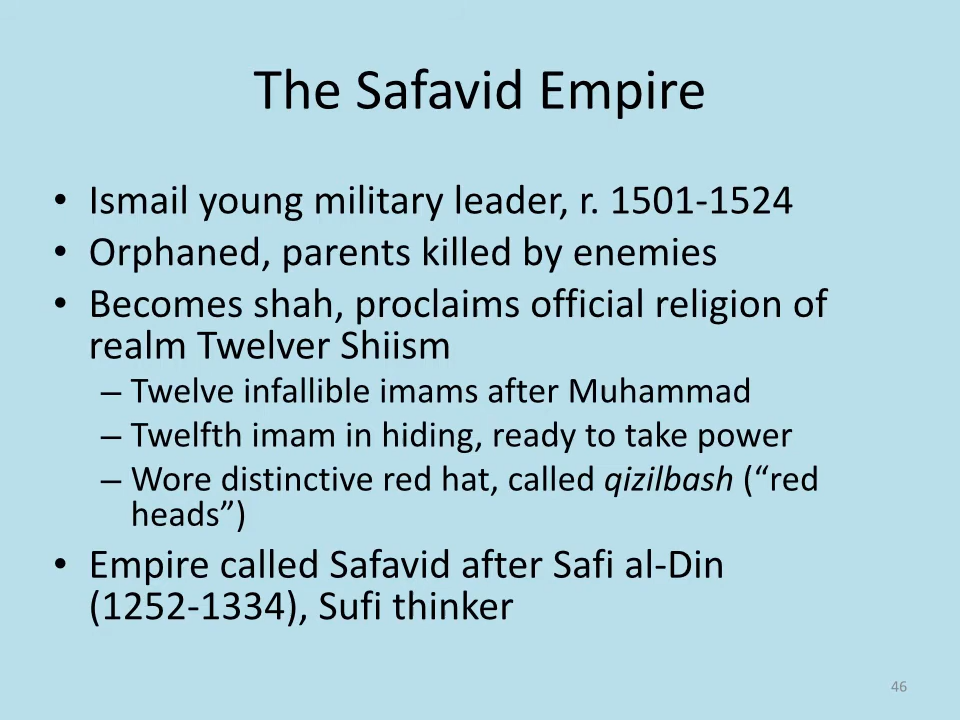 The Safavid Empire
• Ismail young military leader, r. 1501-1524
• Orphaned, parents killed by enemies
• Becomes shah, proclaims official religion of
realm Twelver Shiism
– Twelve infallible imams after Muhammad
– Twelfth imam in hiding, ready to take power
– Wore distinctive red hat, called qizilbash (“red
heads”)
• Empire called Safavid after Safi al-Din
(1252-1334), Sufi thinker
46